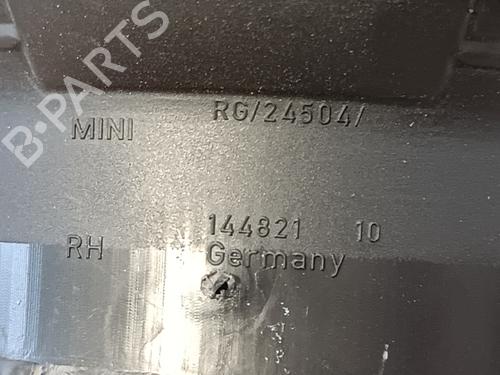 B-PARTS
MINI RG/24504/
RH 144821 10
Germany